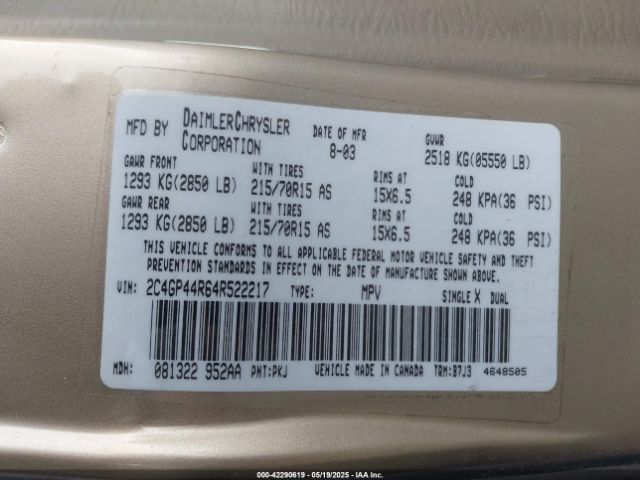 MFD BY DAIMLERCHRYSLER CORPORATION DATE OF MFR 8-03 GVWR 2518 KG(05550 LB)
GAWR FRONT WITH TIRES RIMS AT COLD
1293 KG(2850 LB) 215/70R15 AS 15X6.5 248 KPA(36 PSI)
GAWR REAR WITH TIRES RIMS AT COLD
1293 KG(2850 LB) 215/70R15 AS 15X6.5 248 KPA(36 PSI)
THIS VEHICLE CONFORMS TO ALL APPLICABLE FEDERAL MOTOR VEHICLE SAFETY AND THEFT
PREVENTION STANDARDS IN EFFECT ON THE DATE OF MANUFACTURE SHOWN ABOVE.
VIN: 2C4GP44R64R522217 TYPE: MPV SINGLE X DUAL
MDH: 081322 952AA PNT:PKJ VEHICLE MADE IN CANADA TRM:B7J3 4648505
000-42290619 - 05/19/2025 - IAA Inc.